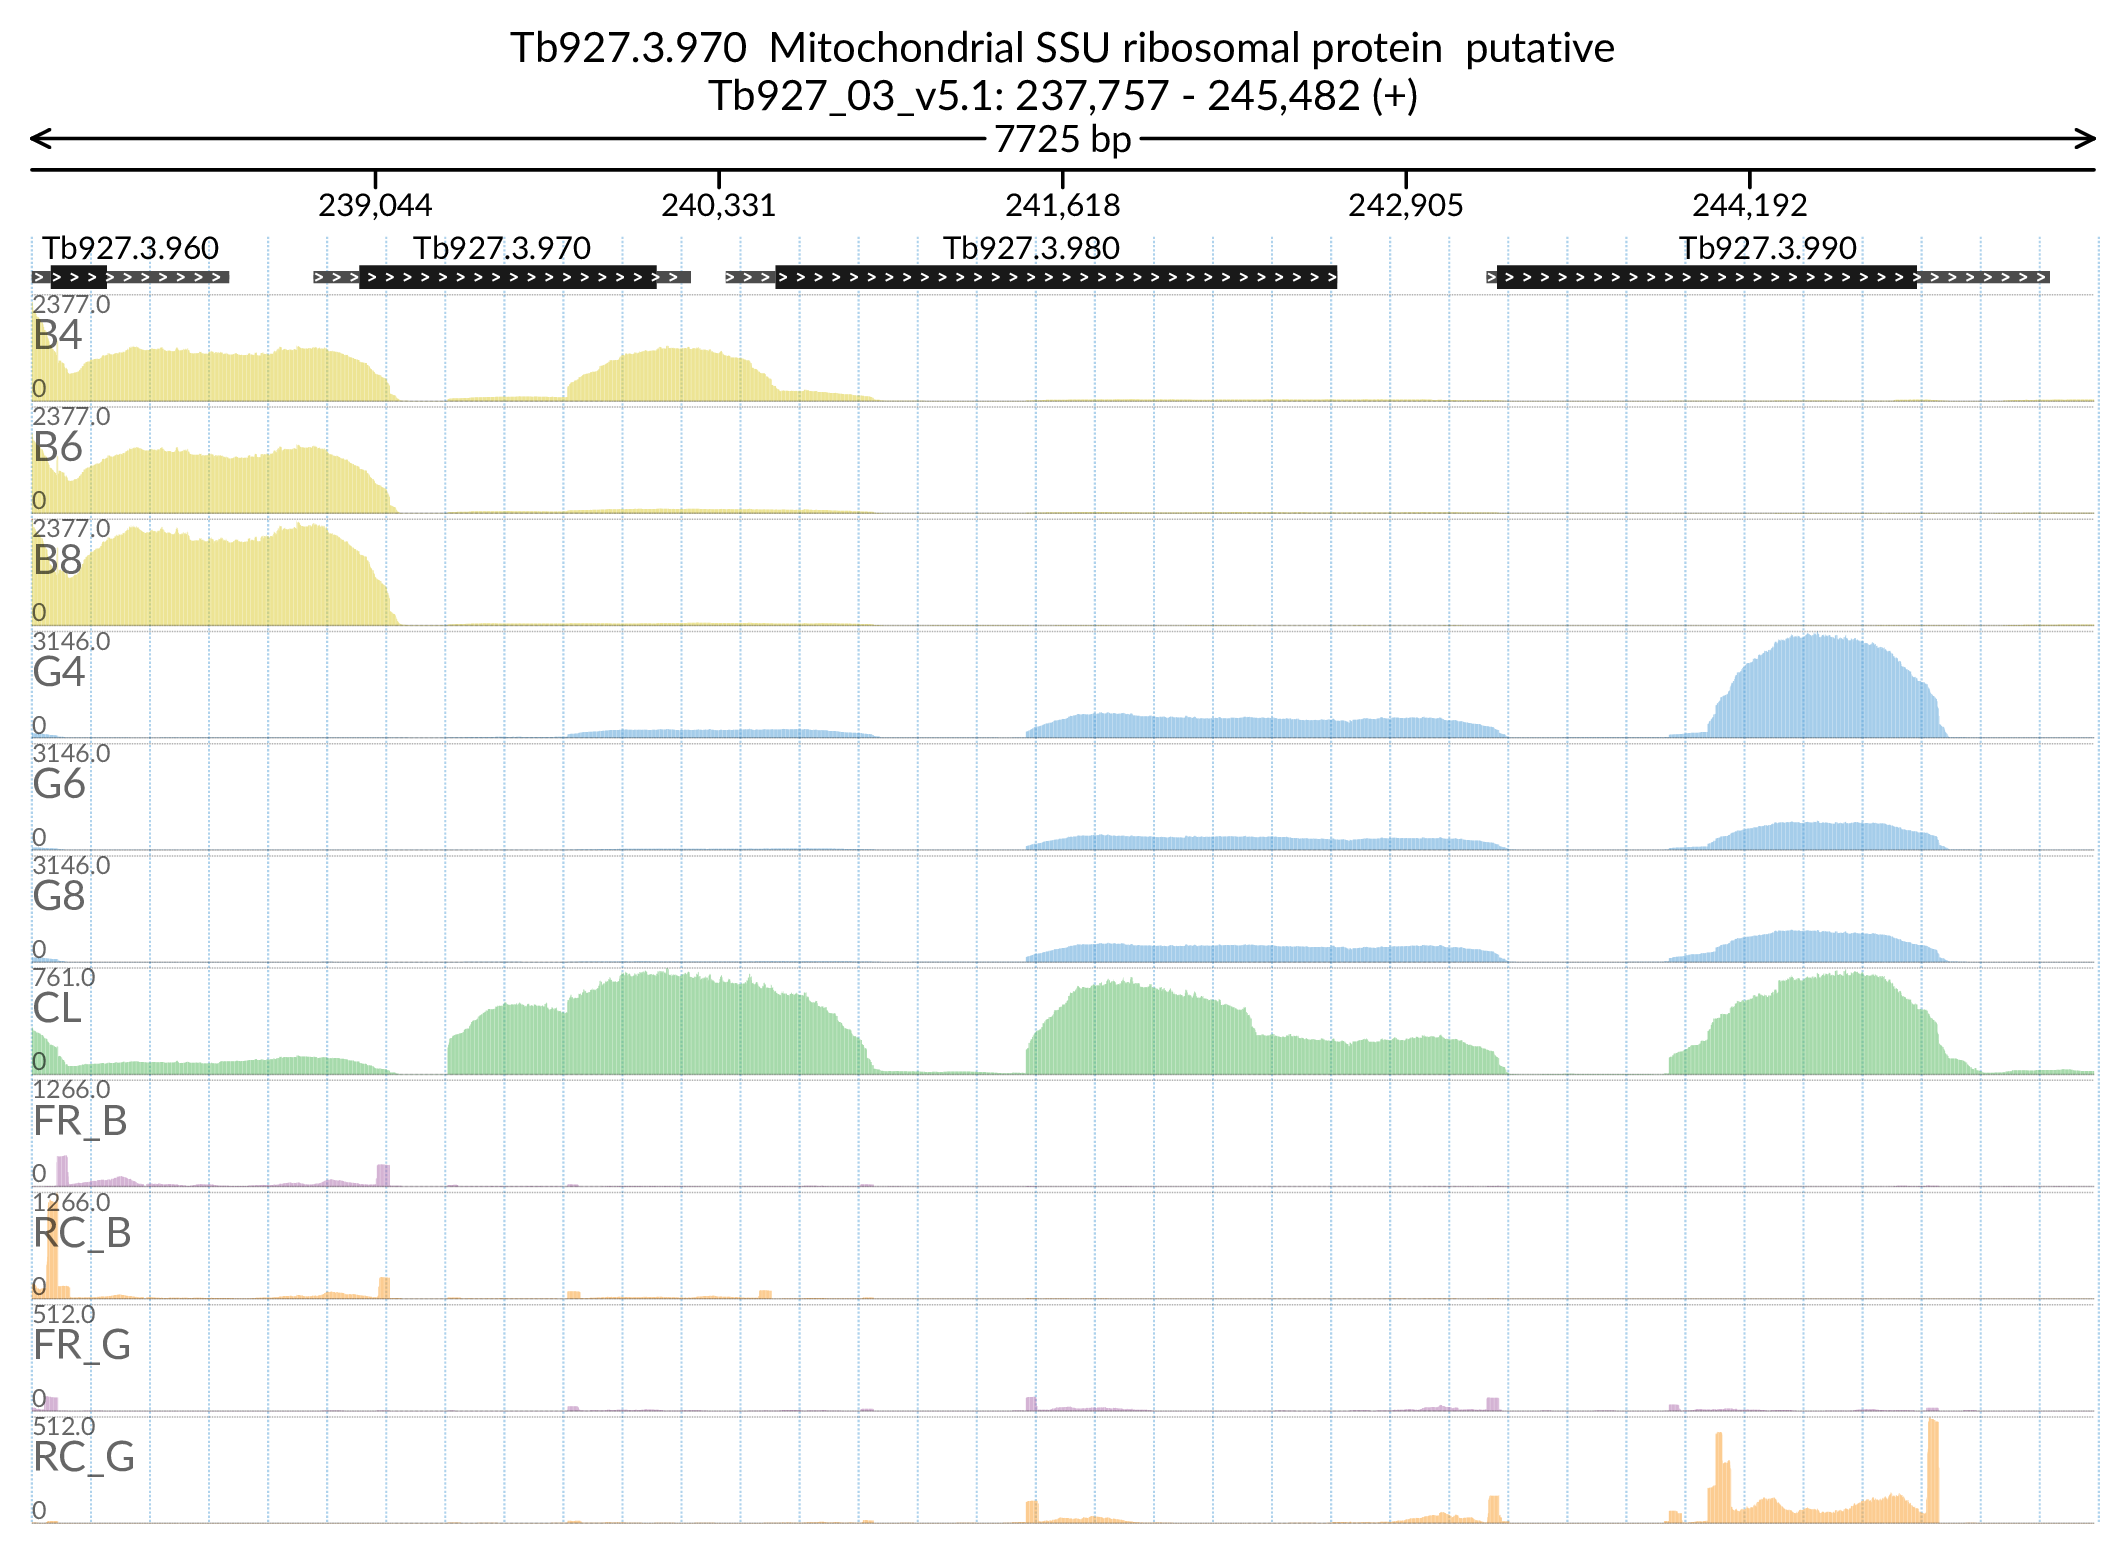 Tb927.3.970  Mitochondrial SSU ribosomal protein  putative
Tb927_03_v5.1: 237,757 - 245,482 (+)
7725 bp
239,044 240,331 241,618 242,905 244,192
Tb927.3.960 Tb927.3.970 Tb927.3.980 Tb927.3.990
2377.0
B4
0
2377.0
B6
0
2377.0
B8
0
3146.0
G4
0
3146.0
G6
0
3146.0
G8
0
761.0
CL
0
1266.0
FR_B
0
1266.0
RC_B
0
512.0
FR_G
0
512.0
RC_G
0